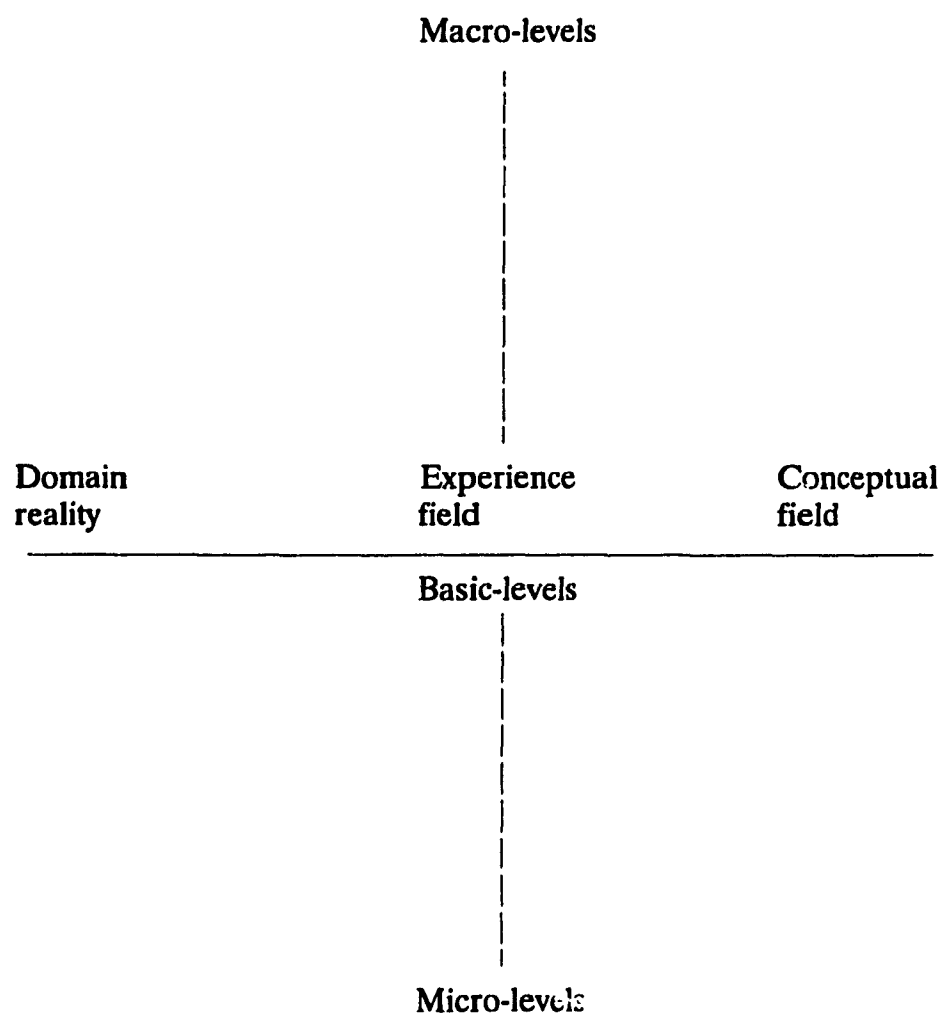 Macro-levels
Domain reality
Experience field
Conceptual field
Basic-levels
Micro-levels